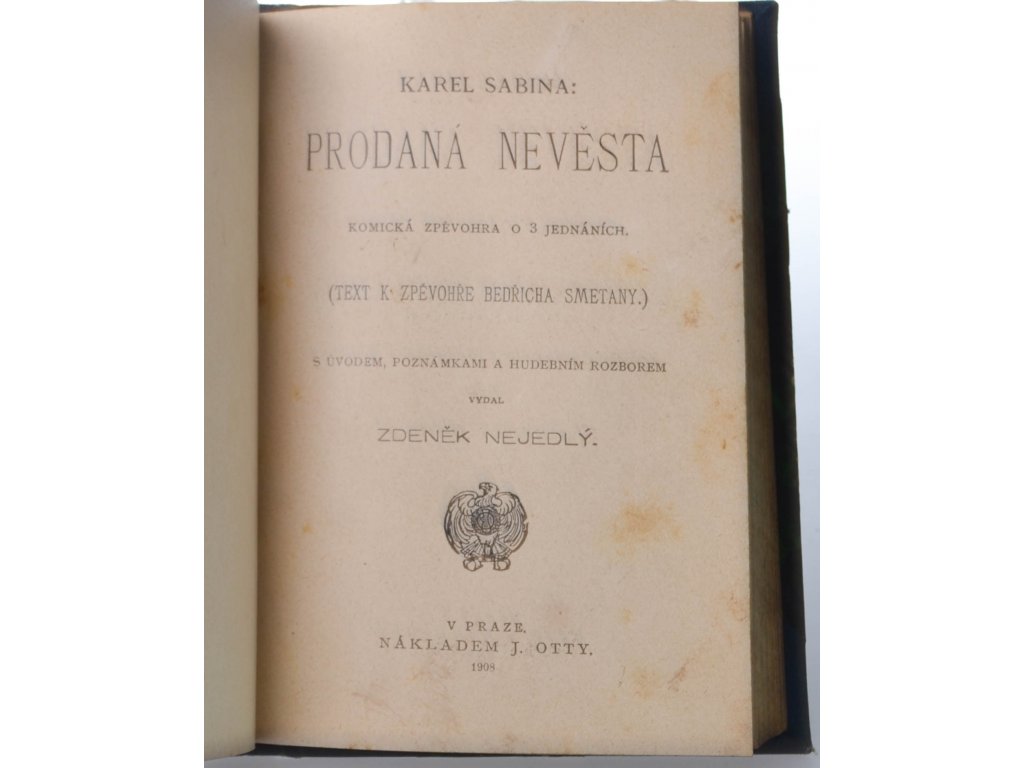 KAREL SABINA:
PRODANÁ NEVĚSTA
KOMICKÁ ZPĚVOHRA O 3 JEDNÁNÍCH.
(TEXT K ZPĚVOHŘE BEDŘICHA SMETANY.)
S ÚVODEM, POZNÁMKAMI A HUDEBNÍM ROZBOREM
VYDAL
ZDENĚK NEJEDLÝ.
V PRAZE.
NÁKLADEM J. OTTY.
1908